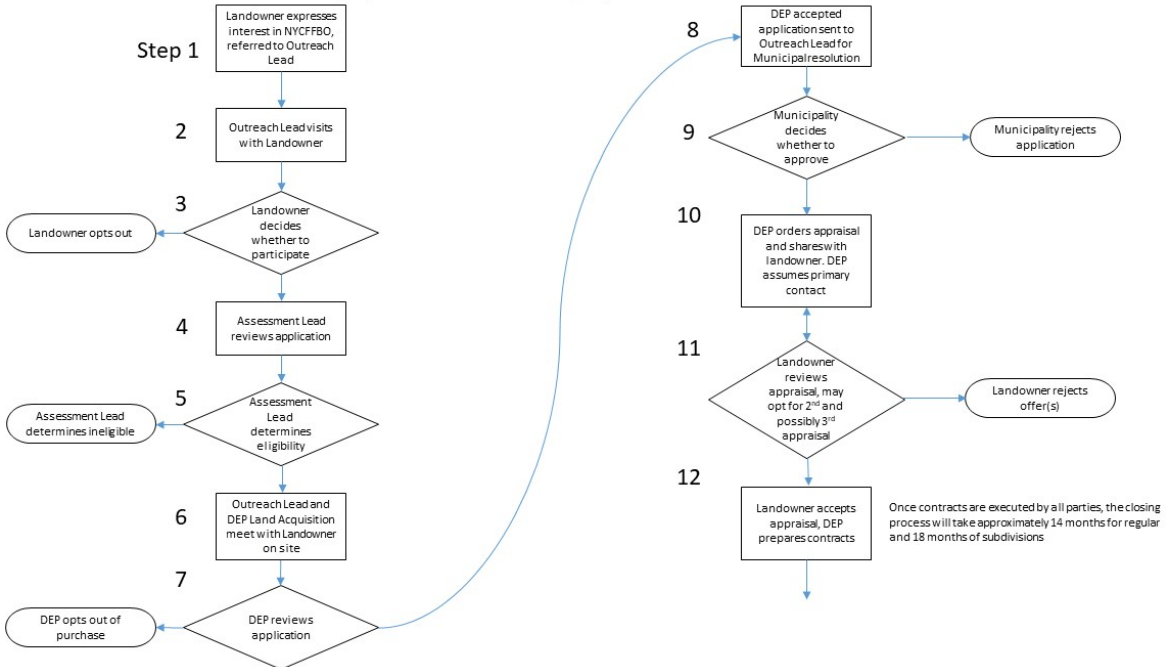 Step 1
Landowner expresses
interest in NYCFFBO,
referred to Outreach
Lead
2
Outreach Lead visits
with Landowner
3
Landowner
decides
whether to
participate
Landowner opts out
4
Assessment Lead
reviews application
5
Assessment
Lead
determines
eligibility
Assessment Lead
determines ineligible
6
Outreach Lead and
DEP Land Acquisition
meet with Landowner
on site
7
DEP reviews
application
DEP opts out of
purchase
8
DEP accepted
application sent to
Outreach Lead for
Municipal resolution
9
Municipality
decides
whether to
approve
Municipality rejects
application
10
DEP orders appraisal
and shares with
landowner. DEP
assumes primary
contact
11
Landowner
reviews
appraisal, may
opt for 2nd and
possibly 3rd
appraisal
Landowner rejects
offer(s)
12
Landowner accepts
appraisal, DEP
prepares contracts
Once contracts are executed by all parties, the closing
process will take approximately 14 months for regular
and 18 months of subdivisions